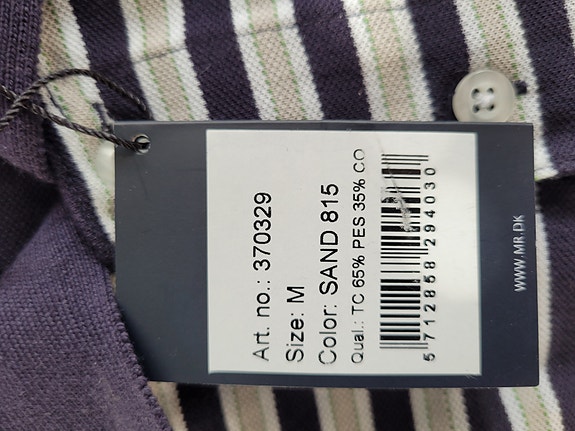 Art. no.: 370329
Size: M
Color: SAND 815
Qual.: TC 65% PES 35% CO
5 712858 294030
WWW.MR.DK